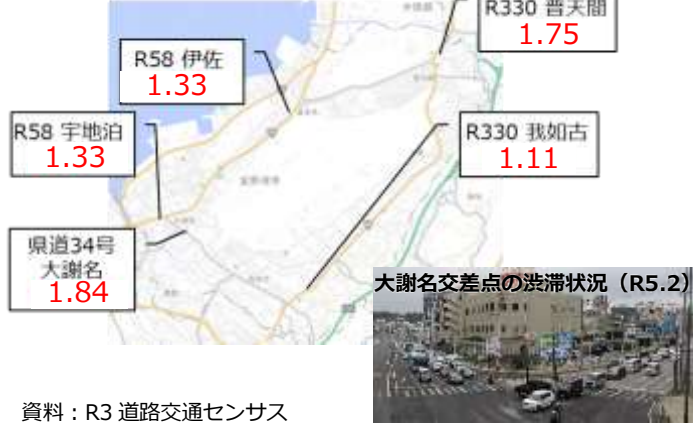 R330 普天間
1.75
R58 伊佐
1.33
R58 宇地泊
1.33
R330 我如古
1.11
県道34号
大謝名
1.84
大謝名交差点の渋滞状況（R5.2）
資料：R3 道路交通センサス